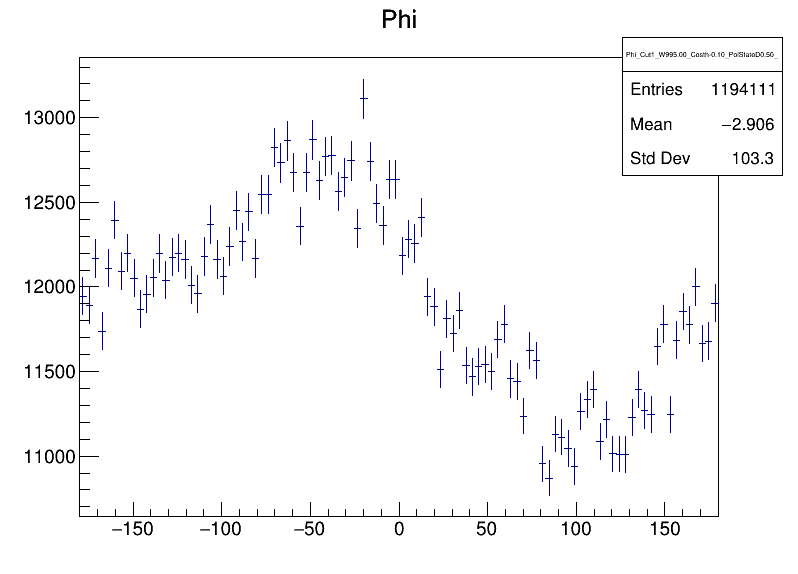 Phi
Phi_Cut1_W995.00_Costh-0.10_PolStateD0.50_
Entries 1194111
Mean −2.906
Std Dev 103.3
13000
12500
12000
11500
11000
−150 −100 −50 0 50 100 150